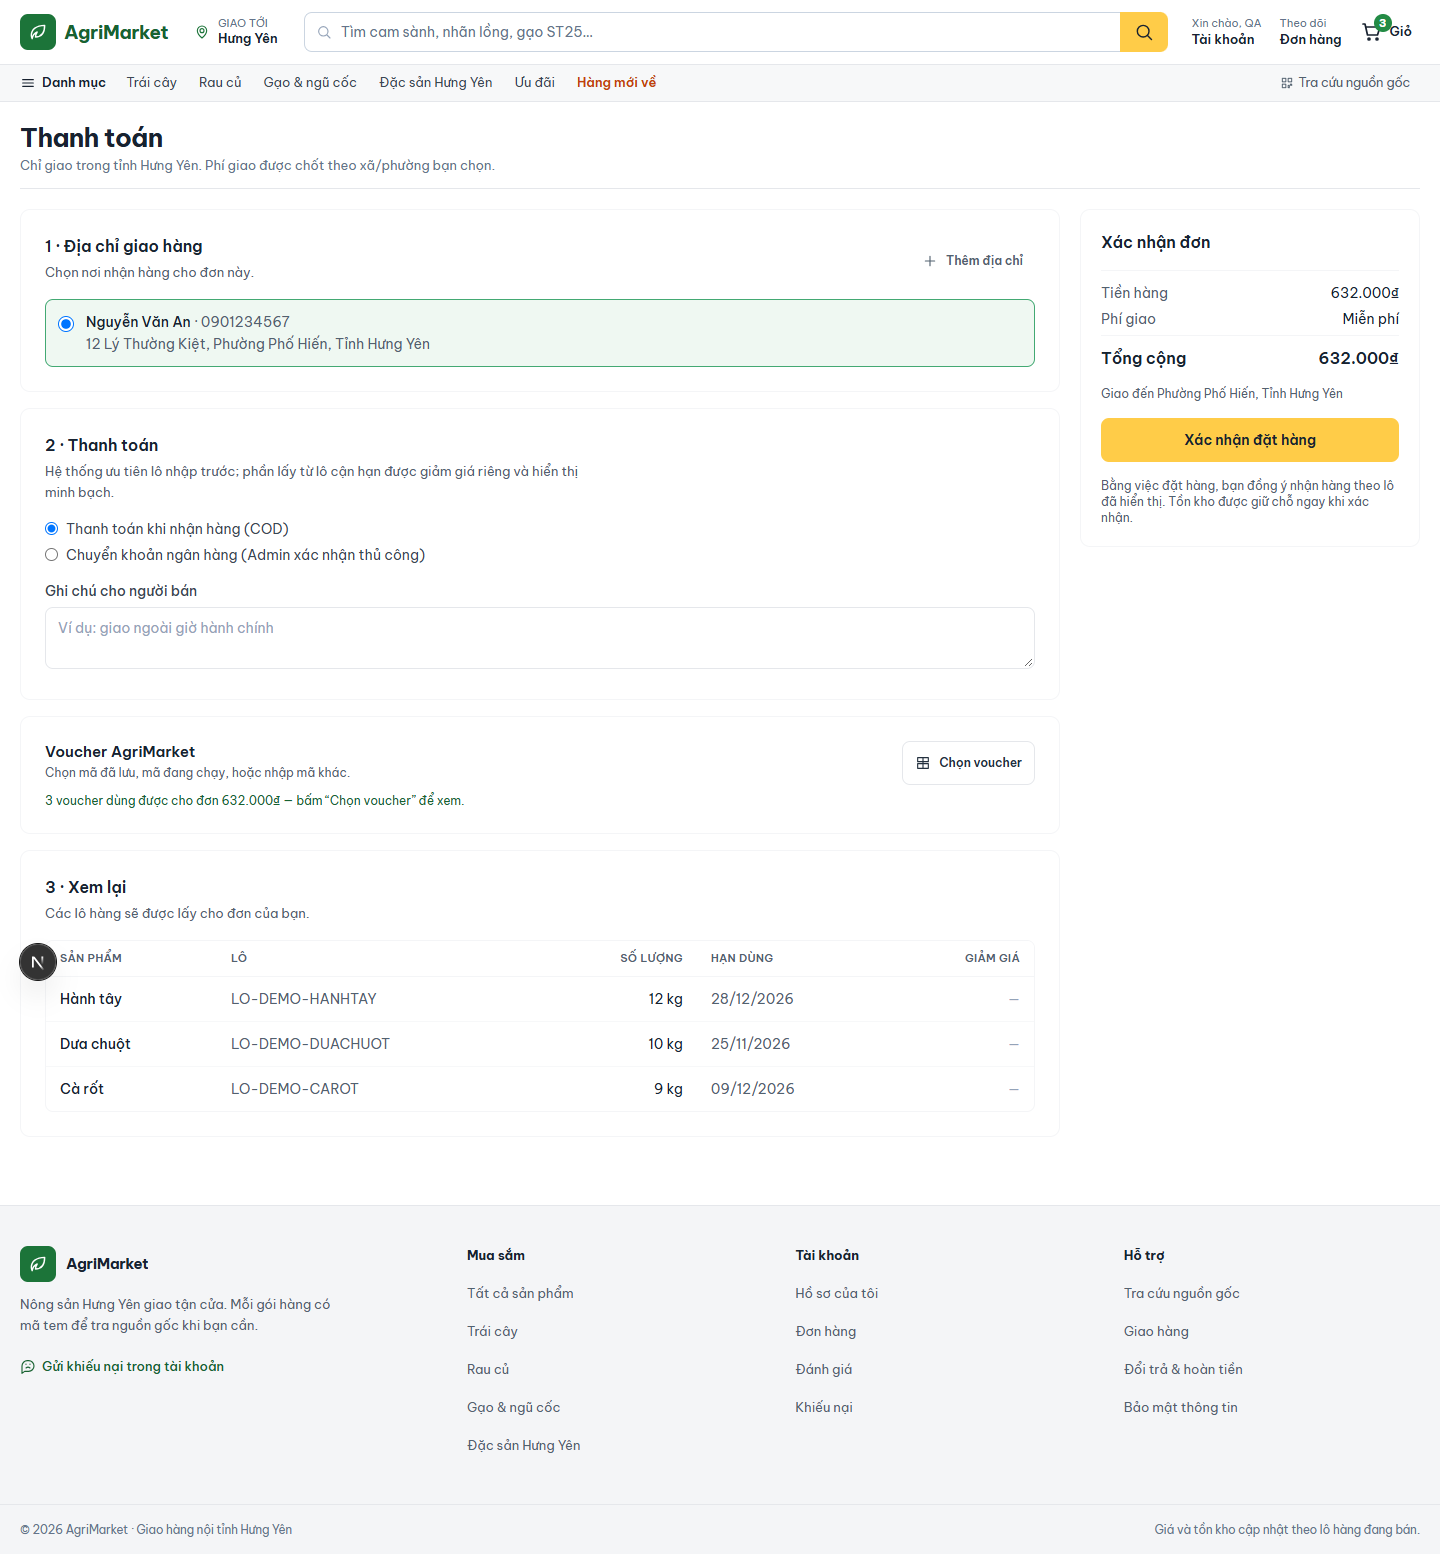 AgriMarket
GIAO TỚI
Hưng Yên
Tìm cam sành, nhãn lồng, gạo ST25...
Xin chào, QA
Tài khoản
Theo dõi
Đơn hàng
3
Giỏ
Danh mục
Trái cây
Rau củ
Gạo & ngũ cốc
Đặc sản Hưng Yên
Ưu đãi
Hàng mới về
Tra cứu nguồn gốc
Thanh toán
Chỉ giao trong tỉnh Hưng Yên. Phí giao được chốt theo xã/phường bạn chọn.
1 · Địa chỉ giao hàng
Chọn nơi nhận hàng cho đơn này.
Thêm địa chỉ
Nguyễn Văn An · 0901234567
12 Lý Thường Kiệt, Phường Phố Hiến, Tỉnh Hưng Yên
2 · Thanh toán
Hệ thống ưu tiên lô nhập trước; phần lấy từ lô cận hạn được giảm giá riêng và hiển thị
minh bạch.
Thanh toán khi nhận hàng (COD)
Chuyển khoản ngân hàng (Admin xác nhận thủ công)
Ghi chú cho người bán
Ví dụ: giao ngoài giờ hành chính
Voucher AgriMarket
Chọn mã đã lưu, mã đang chạy, hoặc nhập mã khác.
3 voucher dùng được cho đơn 632.000₫ — bấm “Chọn voucher” để xem.
Chọn voucher
3 · Xem lại
Các lô hàng sẽ được lấy cho đơn của bạn.
SẢN PHẨM LÔ SỐ LƯỢNG HẠN DÙNG GIẢM GIÁ
Hành tây LO-DEMO-HANHTAY 12 kg 28/12/2026 —
Dưa chuột LO-DEMO-DUACHUOT 10 kg 25/11/2026 —
Cà rốt LO-DEMO-CAROT 9 kg 09/12/2026 —
N
Xác nhận đơn
Tiền hàng 632.000₫
Phí giao Miễn phí
Tổng cộng 632.000₫
Giao đến Phường Phố Hiến, Tỉnh Hưng Yên
Xác nhận đặt hàng
Bằng việc đặt hàng, bạn đồng ý nhận hàng theo lô
đã hiển thị. Tồn kho được giữ chỗ ngay khi xác
nhận.
AgriMarket
Nông sản Hưng Yên giao tận cửa. Mỗi gói hàng có
mã tem để tra nguồn gốc khi bạn cần.
Gửi khiếu nại trong tài khoản
Mua sắm
Tất cả sản phẩm
Trái cây
Rau củ
Gạo & ngũ cốc
Đặc sản Hưng Yên
Tài khoản
Hồ sơ của tôi
Đơn hàng
Đánh giá
Khiếu nại
Hỗ trợ
Tra cứu nguồn gốc
Giao hàng
Đổi trả & hoàn tiền
Bảo mật thông tin
© 2026 AgriMarket · Giao hàng nội tỉnh Hưng Yên
Giá và tồn kho cập nhật theo lô hàng đang bán.